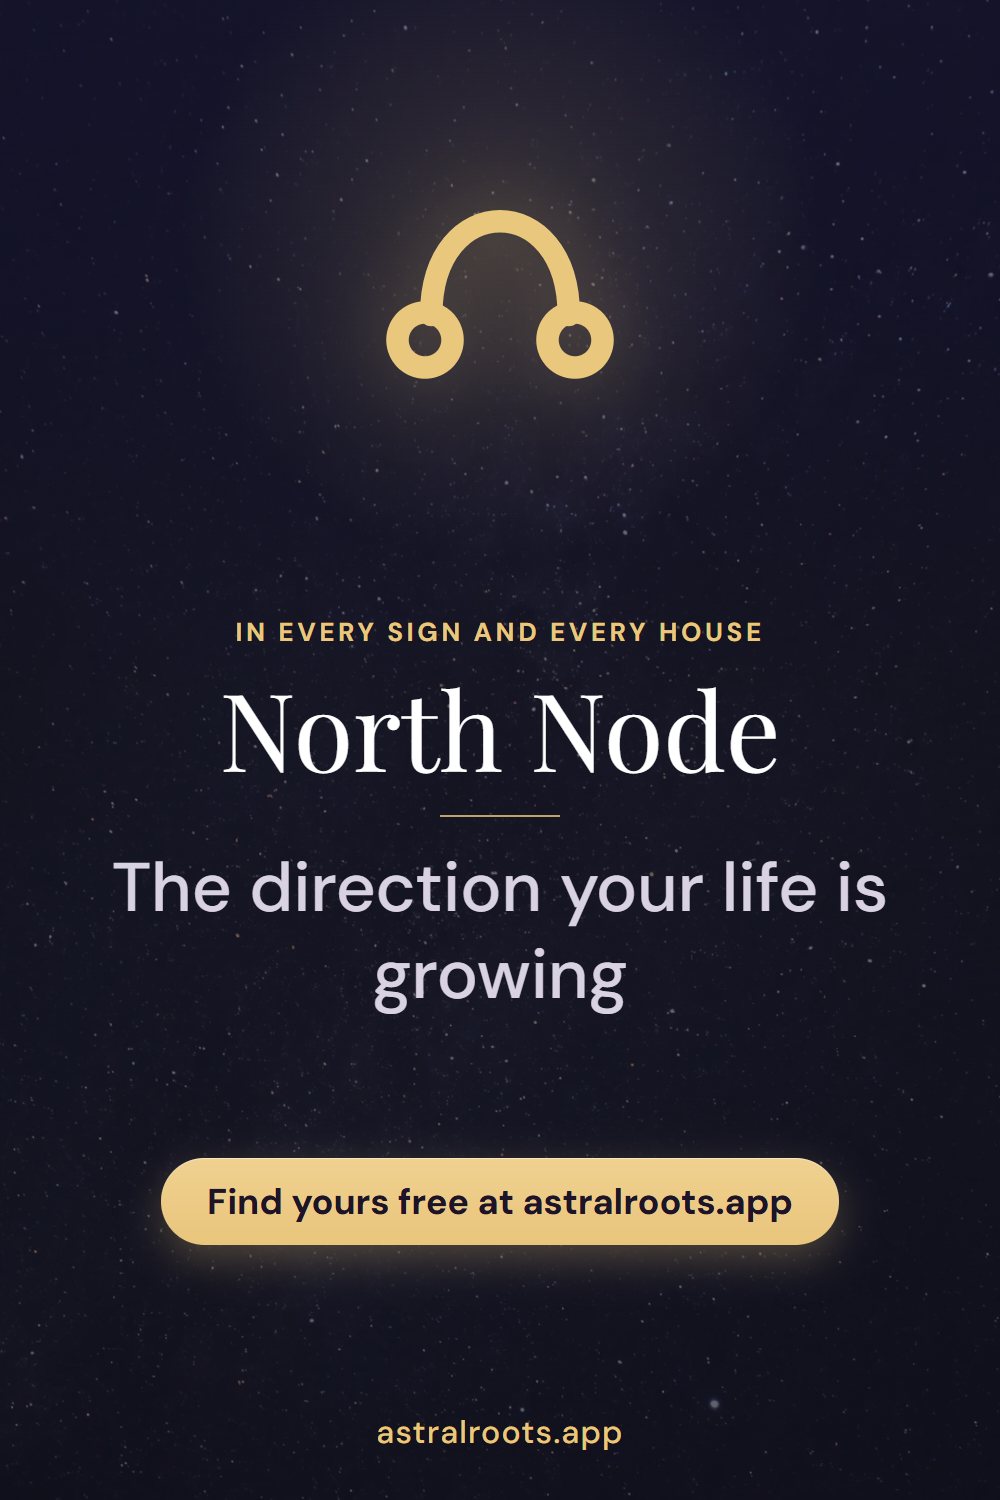 IN EVERY SIGN AND EVERY HOUSE
North Node
The direction your life is
growing
Find yours free at astralroots.app
astralroots.app